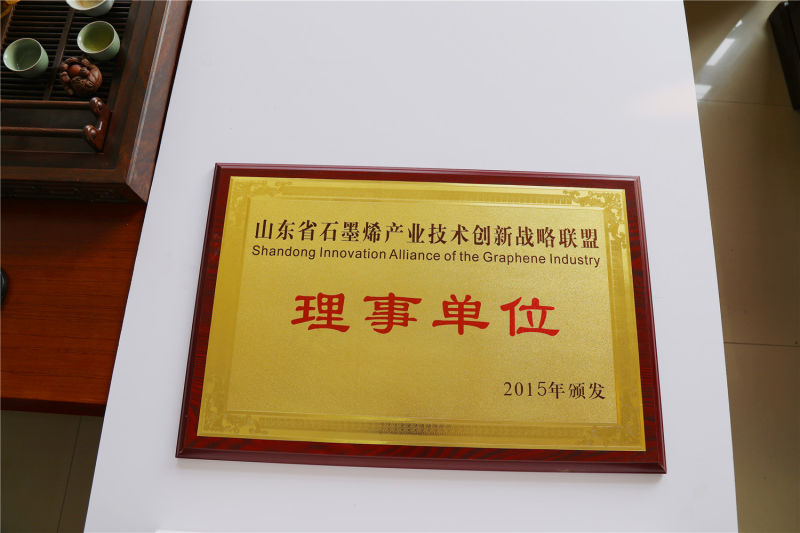 山东省石墨烯产业技术创新战略联盟
Shandong Innovation Alliance of the Graphene Industry
理事单位
2015年颁发